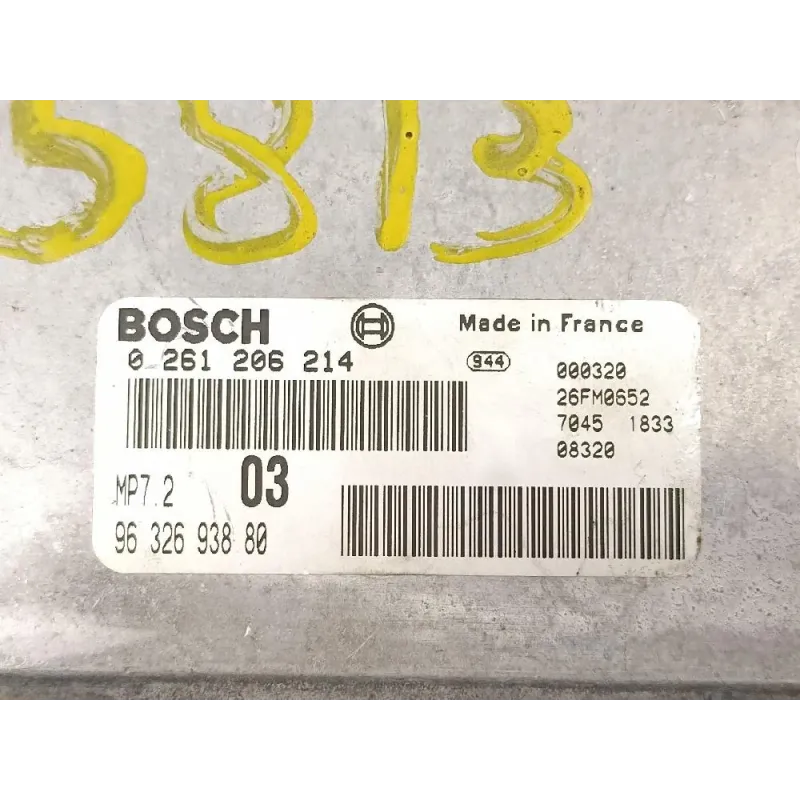 5813
BOSCH Made in France
0 261 206 214 944 000320
26FM0652
7045 1833
08320
MP7.2 03
96 326 938 80